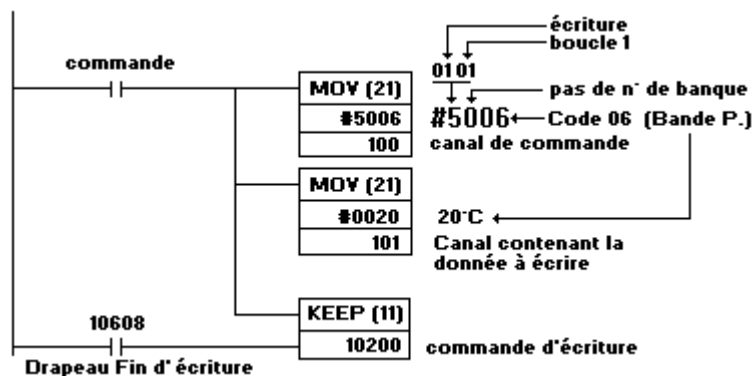 écriture
boucle 1
commande
01 01
MOV (21)
pas de n° de banque
#5006
#5006
Code 06 (Bande P.)
100
canal de commande
MOV (21)
#0020
20°C
101
Canal contenant la
donnée à écrire
KEEP (11)
10608
10200
commande d'écriture
Drapeau Fin d' écriture